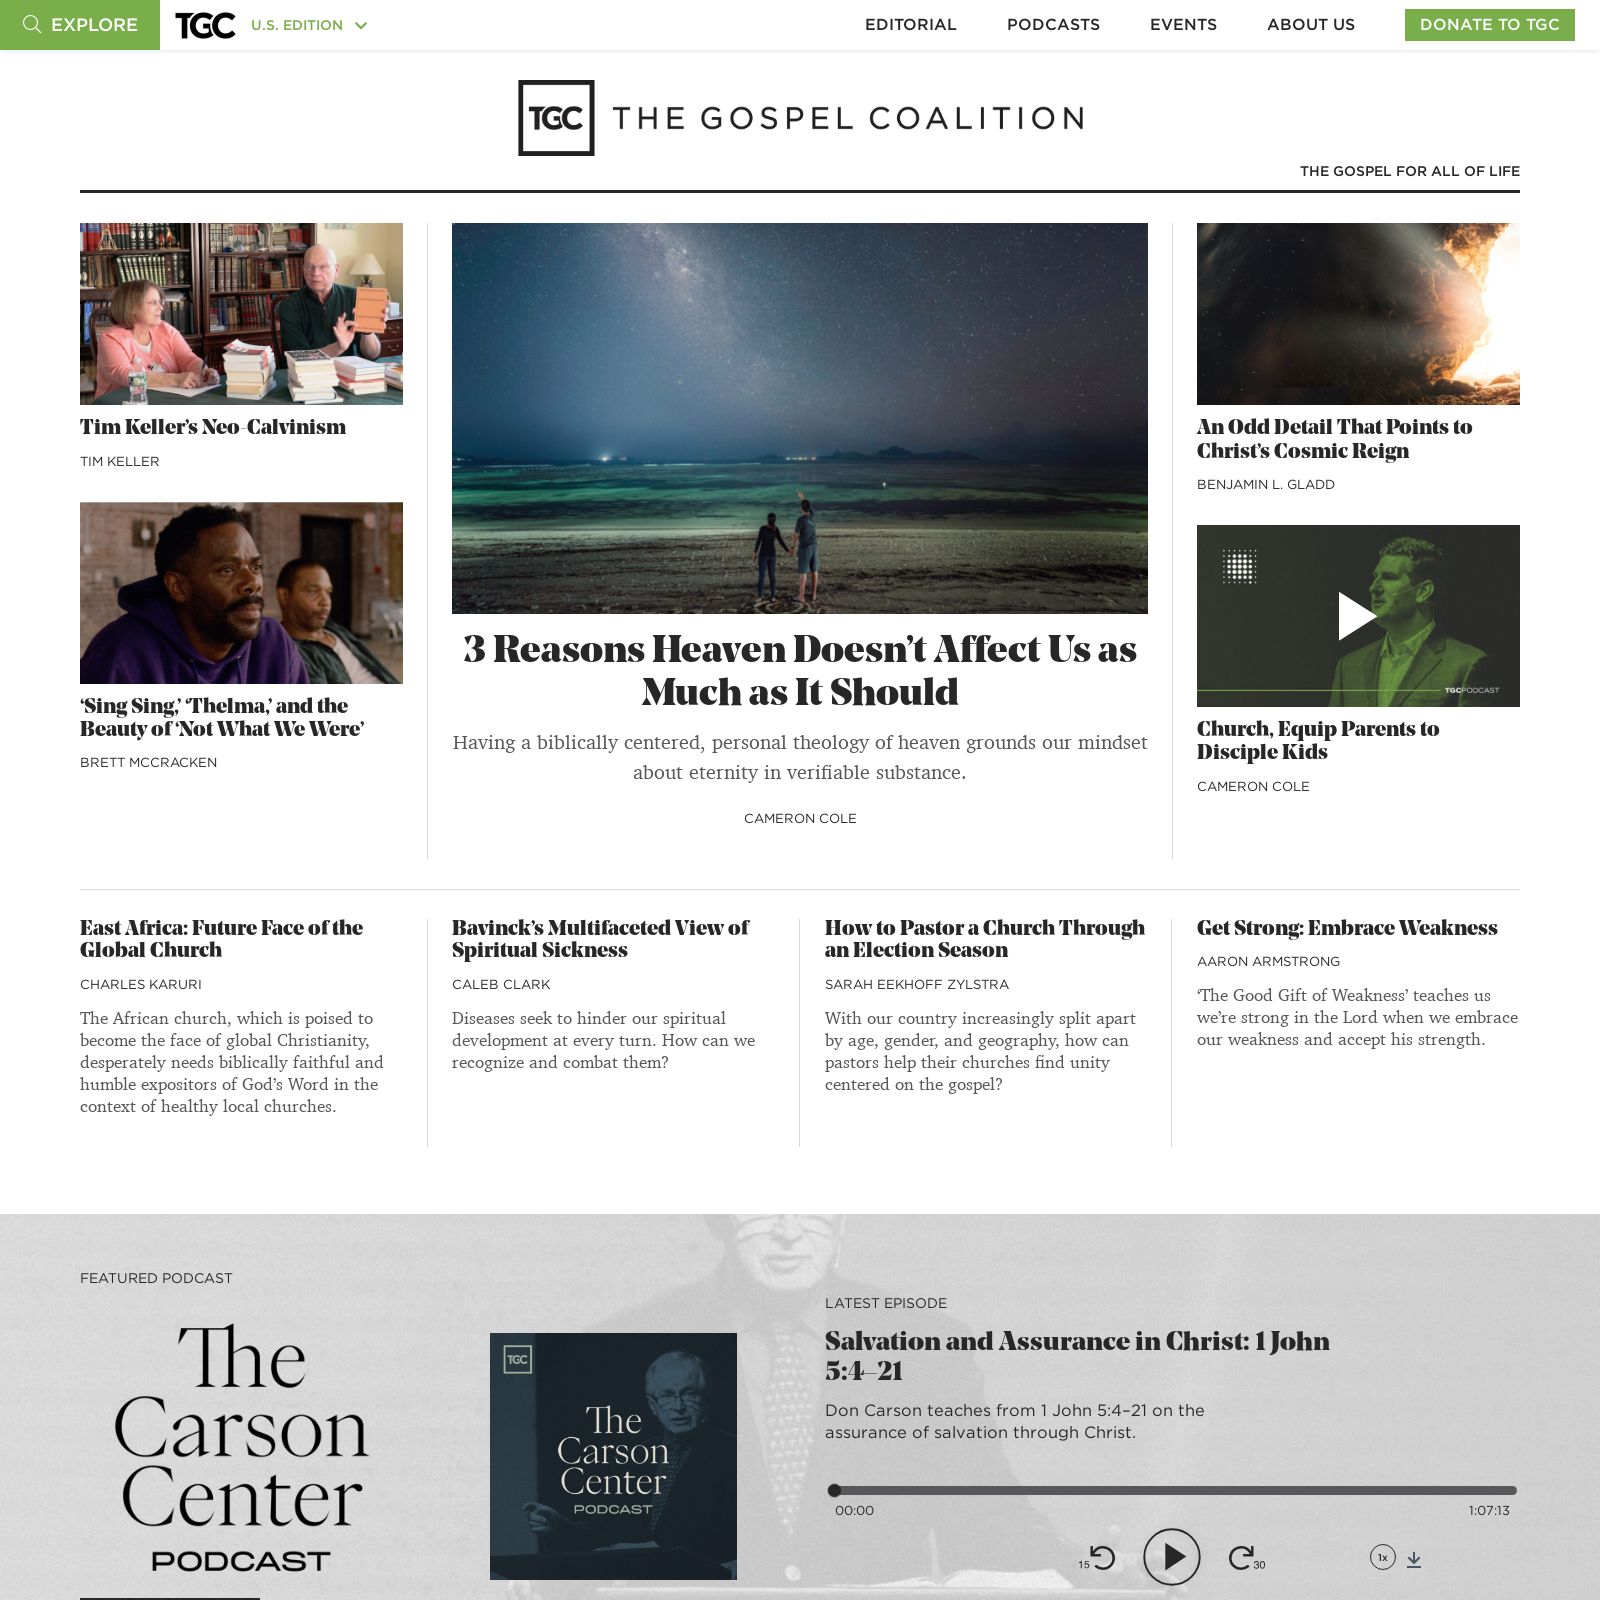 EXPLORE
TGC
U.S. EDITION
EDITORIAL
PODCASTS
EVENTS
ABOUT US
DONATE TO TGC
TGC
THE GOSPEL COALITION
THE GOSPEL FOR ALL OF LIFE
Tim Keller’s Neo-Calvinism
TIM KELLER
‘Sing Sing,’ ‘Thelma,’ and the
Beauty of ‘Not What We Were’
BRETT MCCRACKEN
3 Reasons Heaven Doesn’t Affect Us as
Much as It Should
Having a biblically centered, personal theology of heaven grounds our mindset
about eternity in verifiable substance.
CAMERON COLE
An Odd Detail That Points to
Christ’s Cosmic Reign
BENJAMIN L. GLADD
TGCPODCAST
Church, Equip Parents to
Disciple Kids
CAMERON COLE
East Africa: Future Face of the
Global Church
CHARLES KARURI
The African church, which is poised to
become the face of global Christianity,
desperately needs biblically faithful and
humble expositors of God’s Word in the
context of healthy local churches.
Bavinck’s Multifaceted View of
Spiritual Sickness
CALEB CLARK
Diseases seek to hinder our spiritual
development at every turn. How can we
recognize and combat them?
How to Pastor a Church Through
an Election Season
SARAH EEKHOFF ZYLSTRA
With our country increasingly split apart
by age, gender, and geography, how can
pastors help their churches find unity
centered on the gospel?
Get Strong: Embrace Weakness
AARON ARMSTRONG
‘The Good Gift of Weakness’ teaches us
we’re strong in the Lord when we embrace
our weakness and accept his strength.
FEATURED PODCAST
The
Carson
Center
PODCAST
TGC
The
Carson
Center
PODCAST
LATEST EPISODE
Salvation and Assurance in Christ: 1 John
5:4–21
Don Carson teaches from 1 John 5:4–21 on the
assurance of salvation through Christ.
00:00
1:07:13
15
30
1x